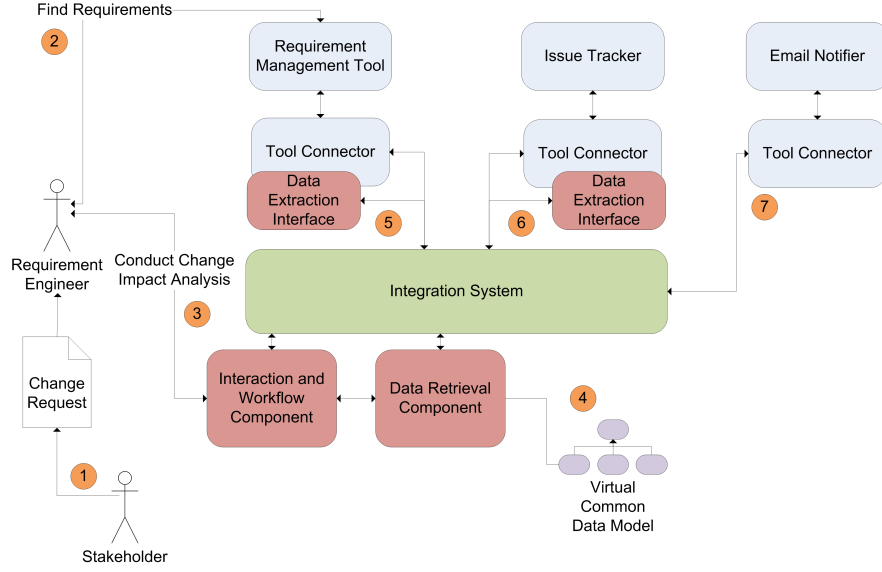 Find Requirements
2
Requirement
Management Tool
Issue Tracker
Email Notifier
Tool Connector
Tool Connector
Tool Connector
Data
Extraction
Interface
Data
Extraction
Interface
5
6
7
Requirement
Engineer
Conduct Change
Impact Analysis
3
Integration System
Change
Request
Interaction and
Workflow
Component
Data Retrieval
Component
4
1
Virtual
Common
Data Model
Stakeholder